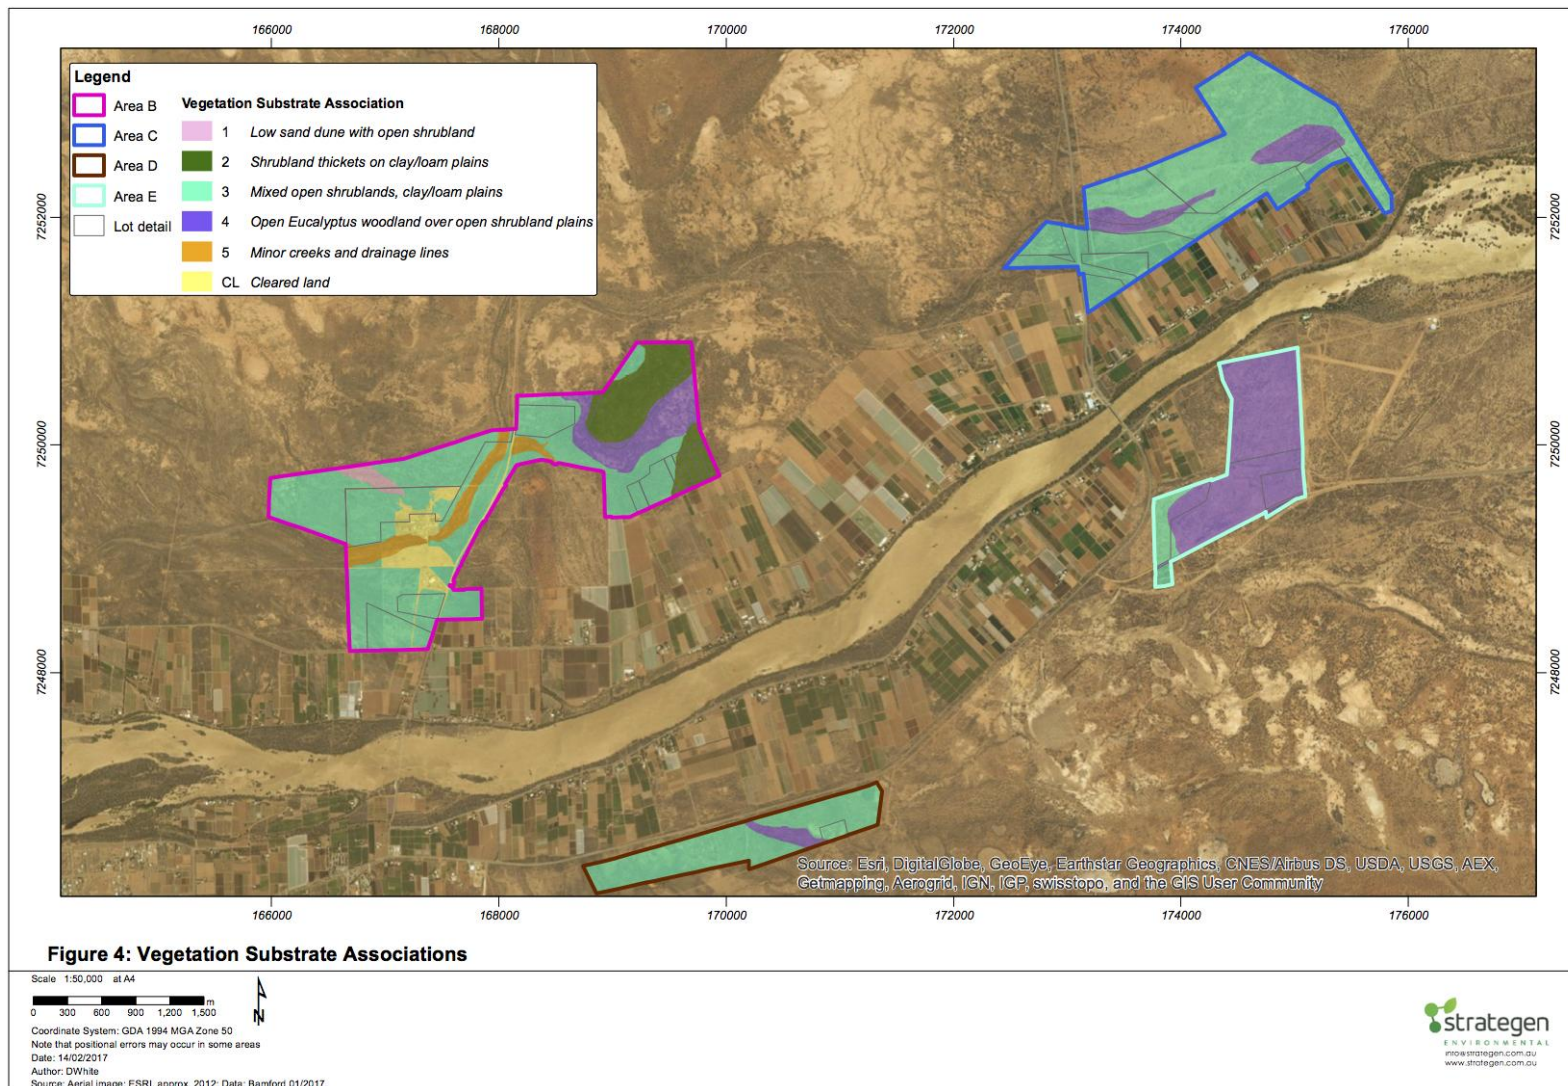 166000 168000 170000 172000 174000 176000
Legend
Area B
Area C
Area D
Area E
Lot detail
Vegetation Substrate Association
1 Low sand dune with open shrubland
2 Shrubland thickets on clay/loam plains
3 Mixed open shrublands, clay/loam plains
4 Open Eucalyptus woodland over open shrubland plains
5 Minor creeks and drainage lines
CL Cleared land
7252000
7250000
7248000
7252000
7250000
7248000
Source: Esri, DigitalGlobe, GeoEye, Earthstar Geographics, CNES/Airbus DS, USDA, USGS, AEX,
Getmapping, Aerogrid, IGN, IGP, swisstopo, and the GIS User Community
166000 168000 170000 172000 174000 176000
Figure 4: Vegetation Substrate Associations
Scale 1:50,000 at A4
m
0 300 600 900 1,200 1,500
N
Coordinate System: GDA 1994 MGA Zone 50
Note that positional errors may occur in some areas
Date: 14/02/2017
Author: DWhite
Source: Aerial image: ESRI, approx. 2012; Data: Bamford 01/2017
strategen
ENVIRONMENTAL
www.strategen.com.au